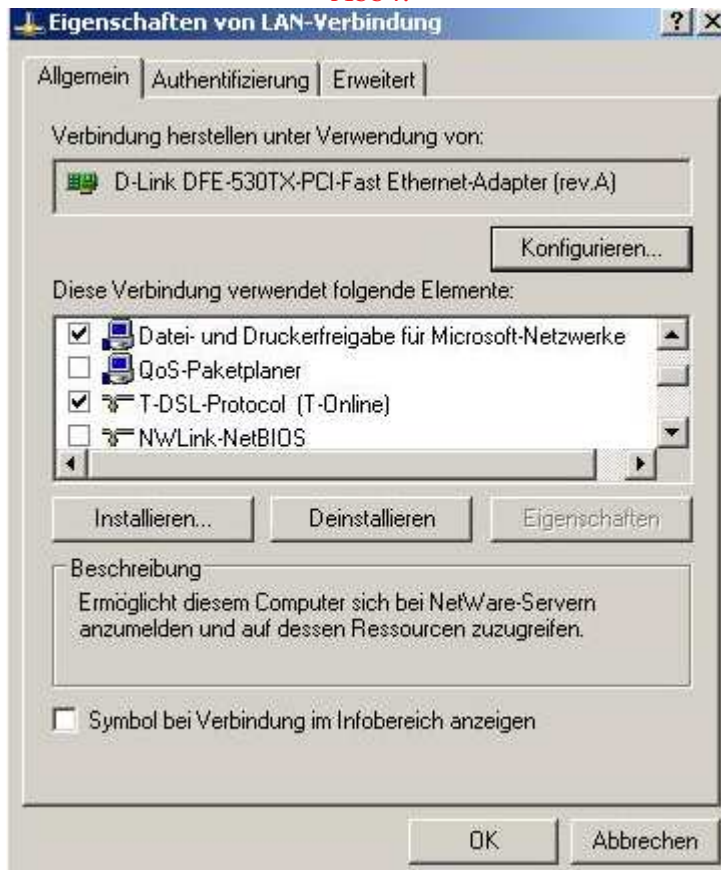 Eigenschaften von LAN-Verbindung
Allgemein Authentifizierung Erweitert
Verbindung herstellen unter Verwendung von:
D-Link DFE-530TX-PCI-Fast Ethernet-Adapter (rev.A)
Konfigurieren...
Diese Verbindung verwendet folgende Elemente:
Datei- und Druckerfreigabe für Microsoft-Netzwerke
QoS-Paketplaner
T-DSL-Protocol (T-Online)
NWLink-NetBIOS
Installieren... Deinstallieren Eigenschaften
Beschreibung
Ermöglicht diesem Computer sich bei NetWare-Servern
anzumelden und auf dessen Ressourcen zuzugreifen.
Symbol bei Verbindung im Infobereich anzeigen
OK Abbrechen